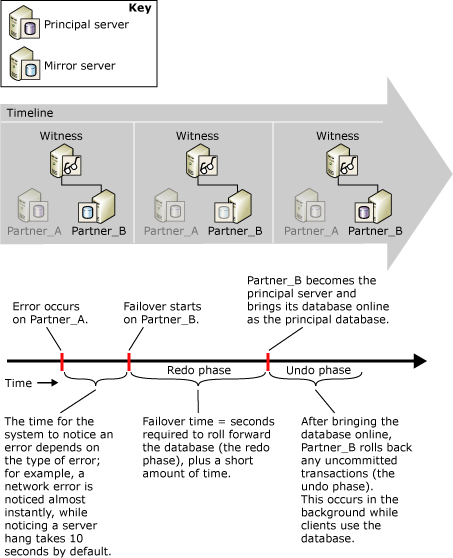 Key
Principal server
Mirror server
Timeline
Witness
Witness
Witness
Partner_A
Partner_B
Partner_A
Partner_B
Partner_A
Partner_B
Partner_B becomes the
principal server and
brings its database online
as the principal database.
Error occurs
on Partner_A.
Failover starts
on Partner_B.
Redo phase
Undo phase
Time
The time for the
system to notice an
error depends on
the type of error;
for example, a
network error is
noticed almost
instantly, while
noticing a server
hang takes 10
seconds by default.
Failover time = seconds
required to roll forward
the database (the redo
phase), plus a short
amount of time.
After bringing the
database online,
Partner_B rolls back
any uncommitted
transactions (the
undo phase).
This occurs in the
background while
clients use the
database.